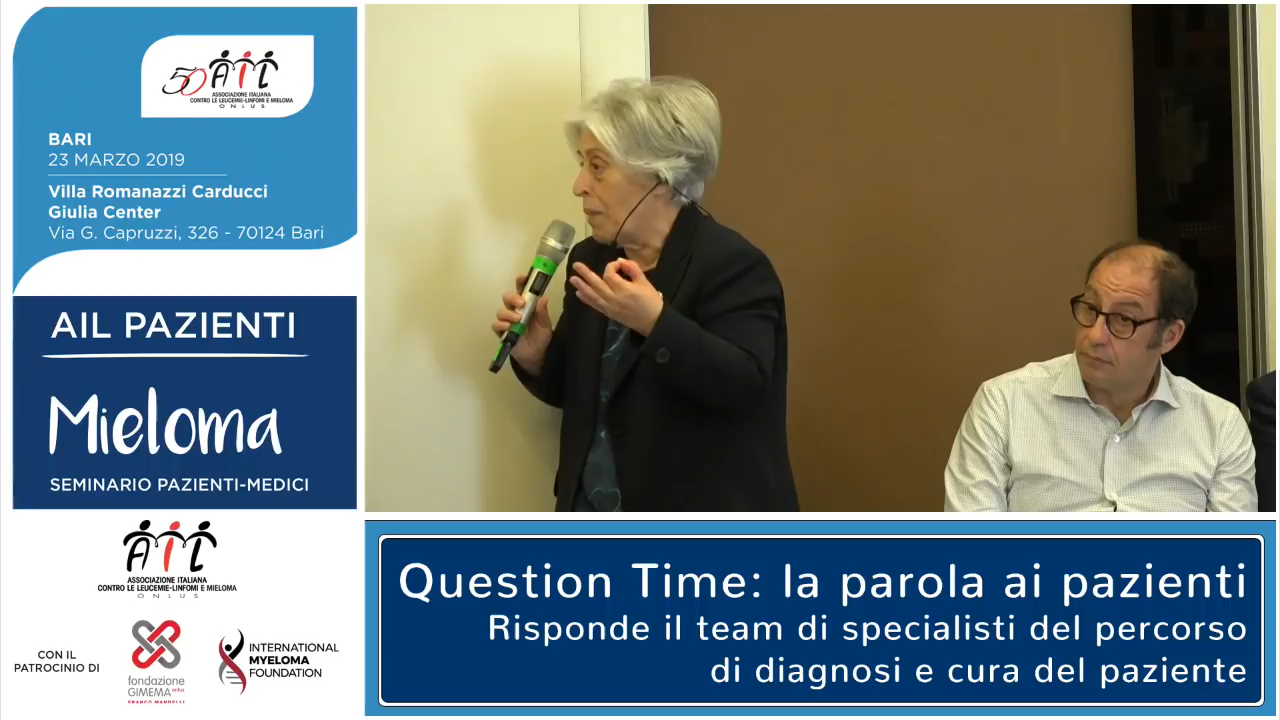 50 AIL
ASSOCIAZIONE ITALIANA
CONTRO LE LEUCEMIE-LINFOMI E MIELOMA
ONLUS
BARI
23 MARZO 2019
Villa Romanazzi Carducci
Giulia Center
Via G. Capruzzi, 326 - 70124 Bari
AIL PAZIENTI
Mieloma
SEMINARIO PAZIENTI-MEDICI
AIL
ASSOCIAZIONE ITALIANA
CONTRO LE LEUCEMIE-LINFOMI E MIELOMA
ONLUS
CON IL
PATROCINIO DI
fondazione
GIMEMA onlus
FRANCO MANDELLI
INTERNATIONAL
MYELOMA
FOUNDATION
Question Time: la parola ai pazienti
Risponde il team di specialisti del percorso
di diagnosi e cura del paziente